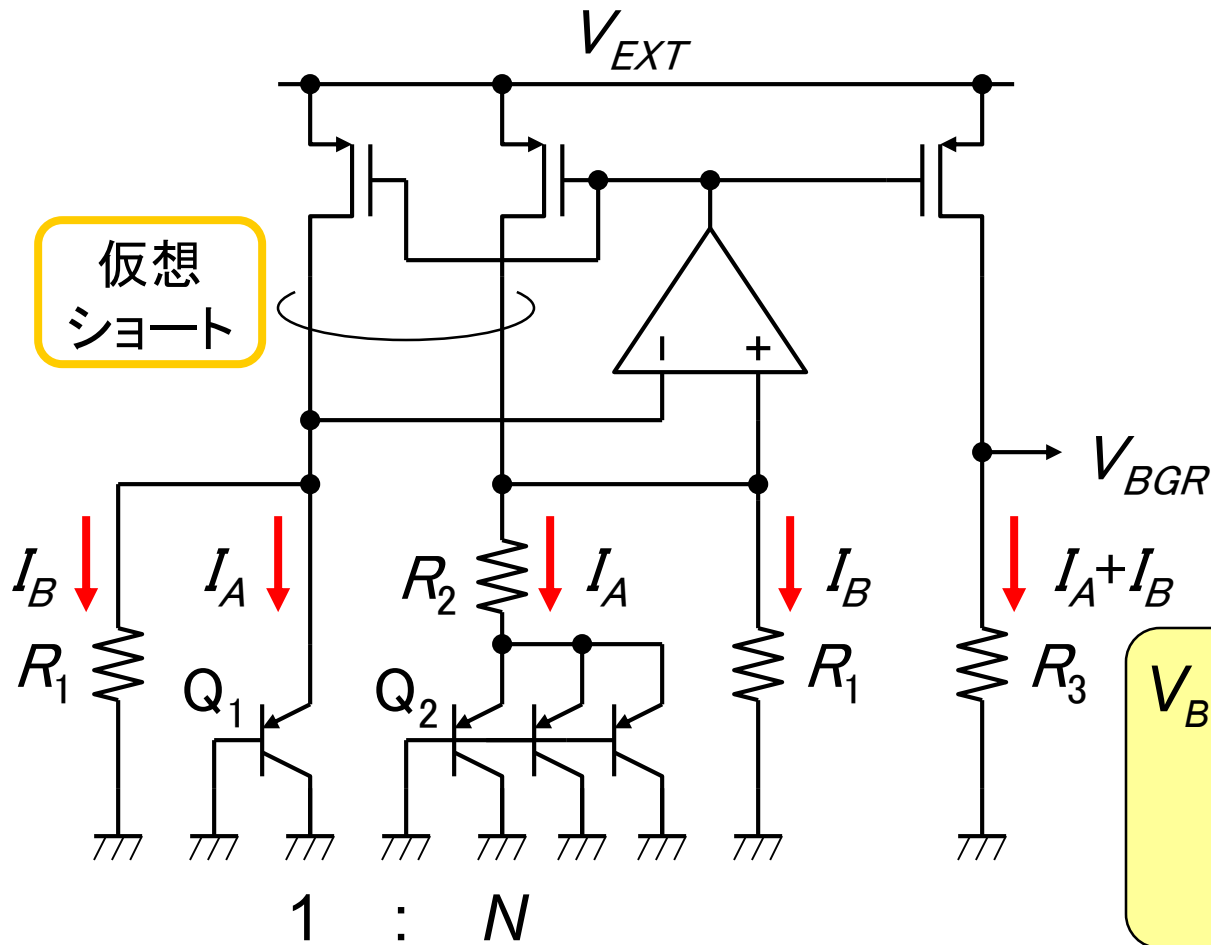 V_EXT
仮想
ショート
− +
V_BGR
I_B I_A R_2 I_A I_B I_A+I_B
R_1 Q_1 Q_2 R_1 R_3
V_B
1 : N